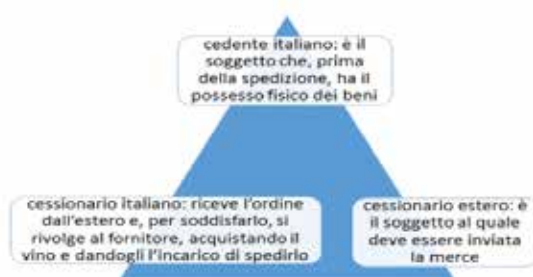 cedente italiano: è il
soggetto che, prima
della spedizione, ha il
possesso fisico dei beni
cessionario italiano: riceve l'ordine
dall'estero e, per soddisfarlo, si
rivolge al fornitore, acquistando il
vino e dandogli l'incarico di spedirlo
cessionario estero: è
il soggetto al quale
deve essere inviata
la merce